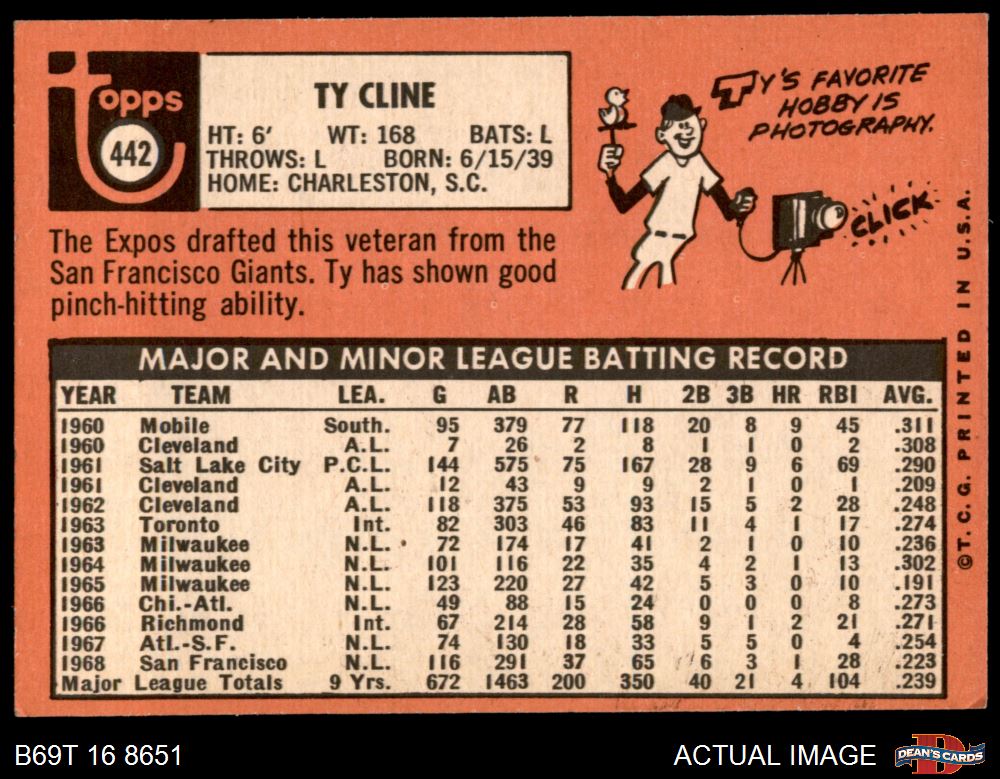 Topps
442
TY CLINE
HT: 6' WT: 168 BATS: L
THROWS: L BORN: 6/15/39
HOME: CHARLESTON, S.C.
TY'S FAVORITE
HOBBY IS
PHOTOGRAPHY.
CLICK
The Expos drafted this veteran from the
San Francisco Giants. Ty has shown good
pinch-hitting ability.
MAJOR AND MINOR LEAGUE BATTING RECORD
YEAR TEAM LEA. G AB R H 2B 3B HR RBI AVG.
1960 Mobile South. 95 379 77 118 20 8 9 45 .311
1960 Cleveland A.L. 7 26 2 8 1 1 0 2 .308
1961 Salt Lake City P.C.L. 144 575 75 167 28 9 6 69 .290
1961 Cleveland A.L. 12 43 9 9 2 1 0 1 .209
1962 Cleveland A.L. 118 375 53 93 15 5 2 28 .248
1963 Toronto Int. 82 303 46 83 11 4 1 17 .274
1963 Milwaukee N.L. 72 174 17 41 2 1 0 10 .236
1964 Milwaukee N.L. 101 116 22 35 4 2 1 13 .302
1965 Milwaukee N.L. 123 220 27 42 5 3 0 10 .191
1966 Chi.-Atl. N.L. 49 88 15 24 0 0 0 8 .273
1966 Richmond Int. 67 214 28 58 9 1 2 21 .271
1967 Atl.-S.F. N.L. 74 130 18 33 5 5 0 4 .254
1968 San Francisco N.L. 116 291 37 65 6 3 1 28 .223
Major League Totals 9 Yrs. 672 1463 200 350 40 21 4 104 .239
©T. C. G. PRINTED IN U.S.A.
B69T 16 8651
ACTUAL IMAGE
D
DEAN'S CARDS